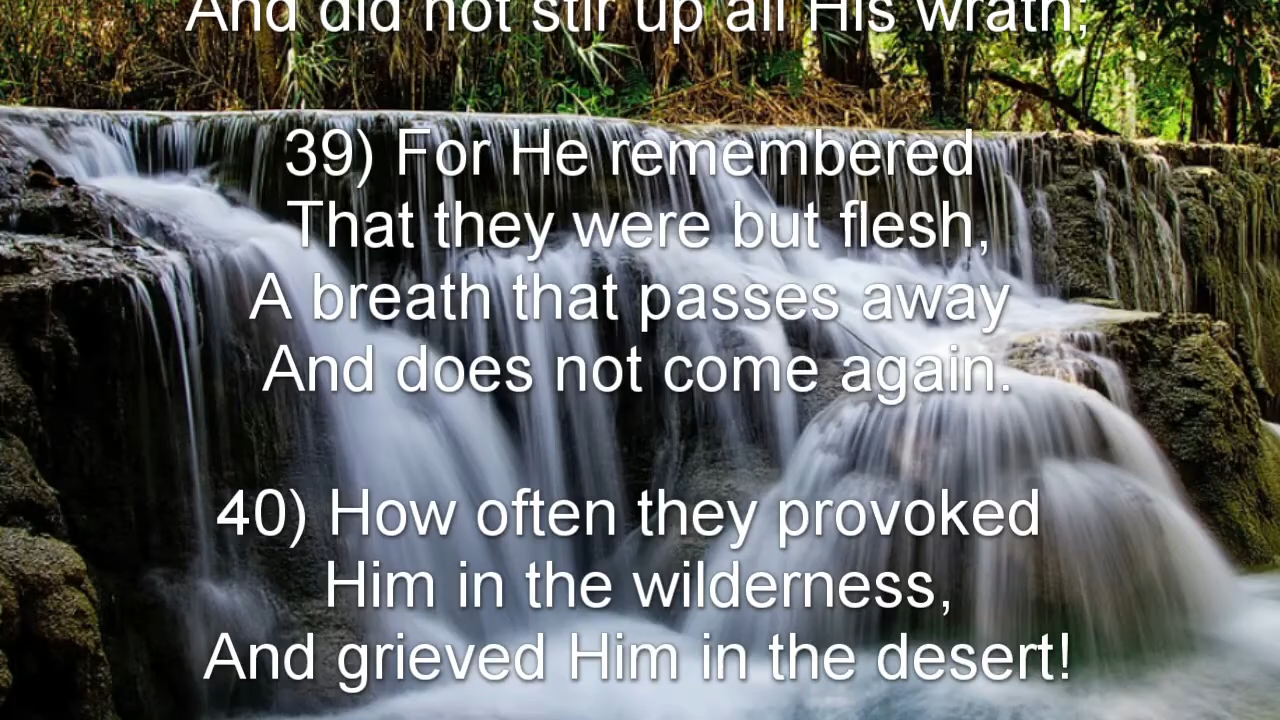 And did not stir up all His wrath;
39) For He remembered
That they were but flesh,
A breath that passes away
And does not come again.
40) How often they provoked
Him in the wilderness,
And grieved Him in the desert!